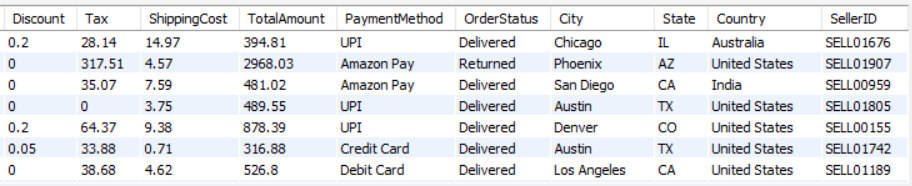 Discount Tax ShippingCost TotalAmount PaymentMethod OrderStatus City State Country SellerID
0.2 28.14 14.97 394.81 UPI Delivered Chicago IL Australia SELL01676
0 317.51 4.57 2968.03 Amazon Pay Returned Phoenix AZ United States SELL01907
0 35.07 7.59 481.02 Amazon Pay Delivered San Diego CA India SELL00959
0 0 3.75 489.55 UPI Delivered Austin TX United States SELL01805
0.2 64.37 9.38 878.39 UPI Delivered Denver CO United States SELL00155
0.05 33.88 0.71 316.88 Credit Card Delivered Austin TX United States SELL01742
0 38.68 4.62 526.8 Debit Card Delivered Los Angeles CA United States SELL01189